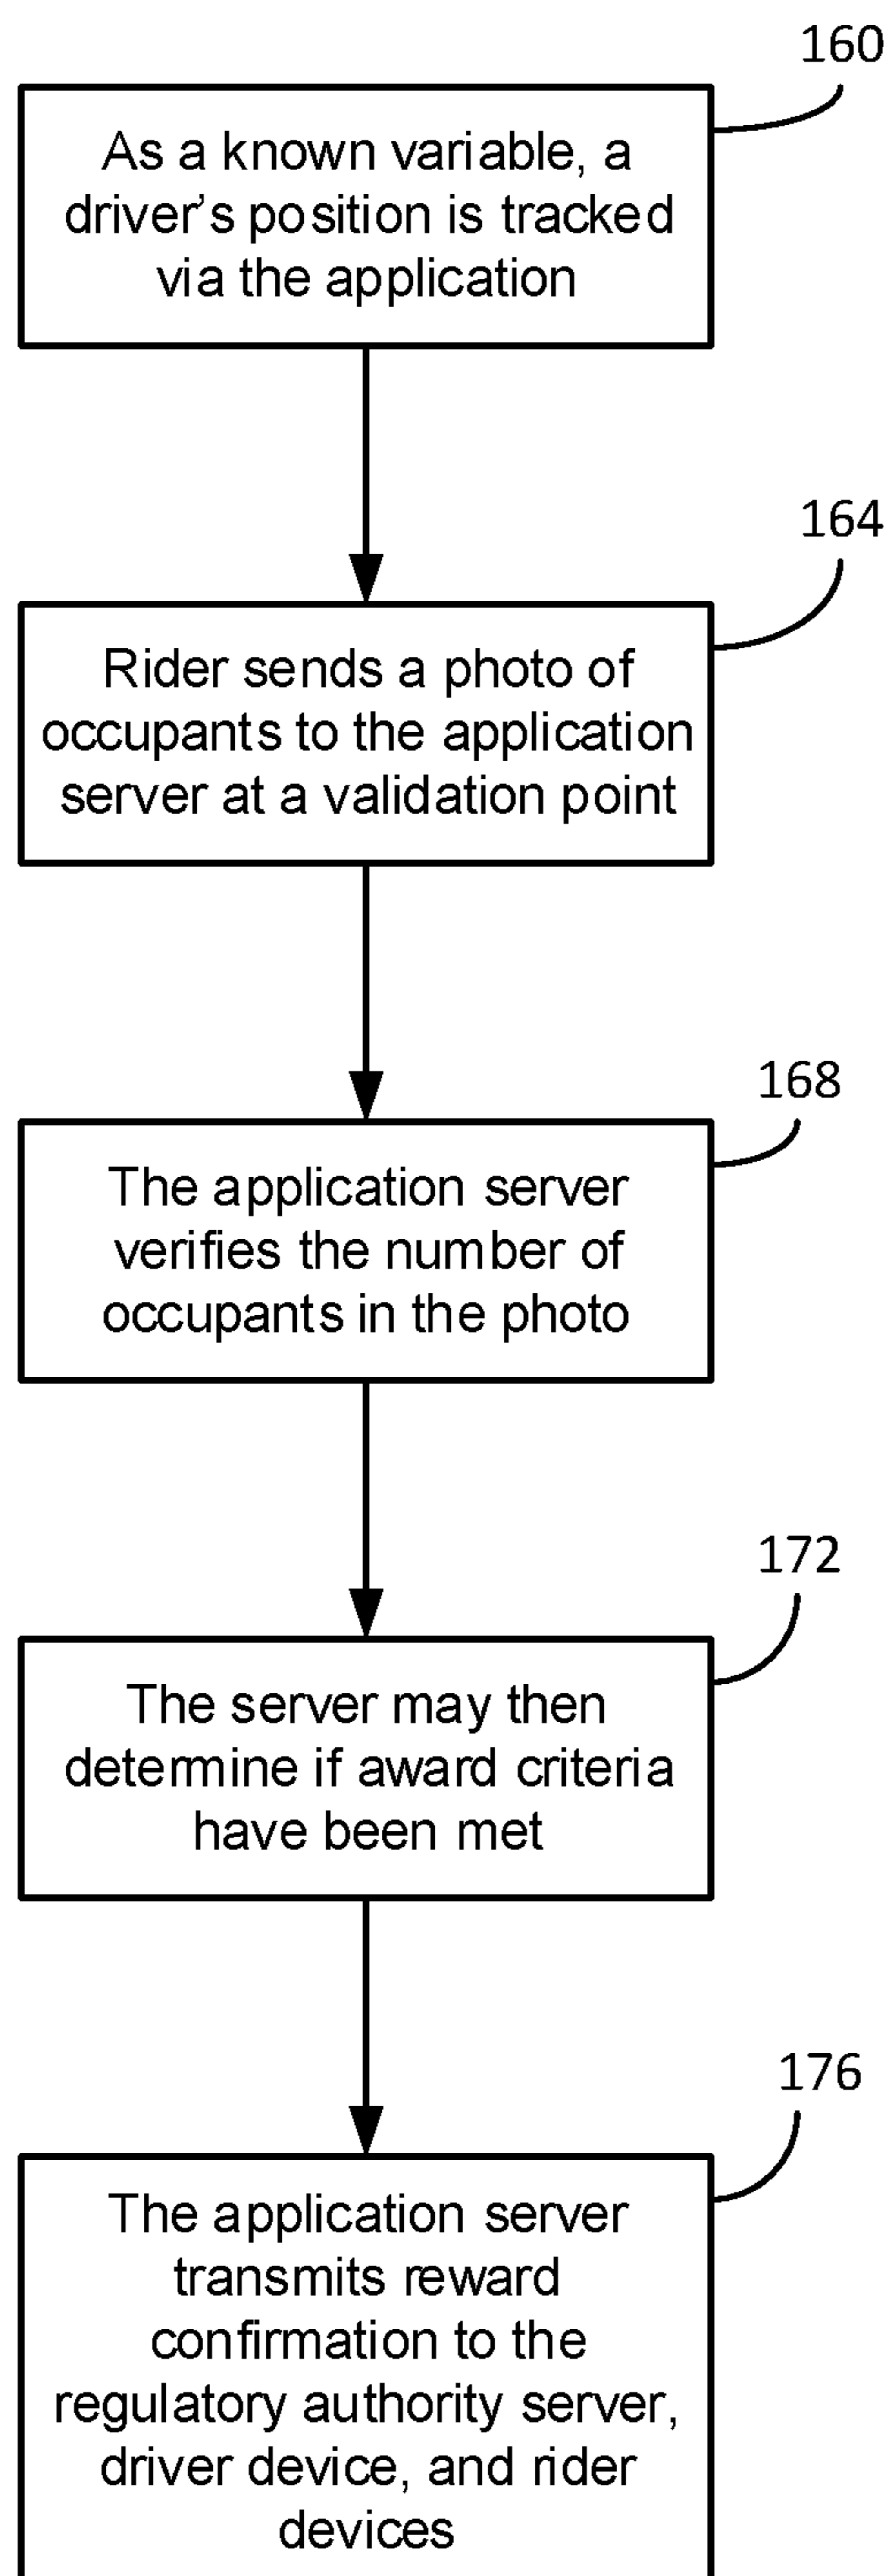 160
As a known variable, a
driver's position is tracked
via the application
164
Rider sends a photo of
occupants to the application
server at a validation point
168
The application server
verifies the number of
occupants in the photo
172
The server may then
determine if award criteria
have been met
176
The application server
transmits reward
confirmation to the
regulatory authority server,
driver device, and rider
devices